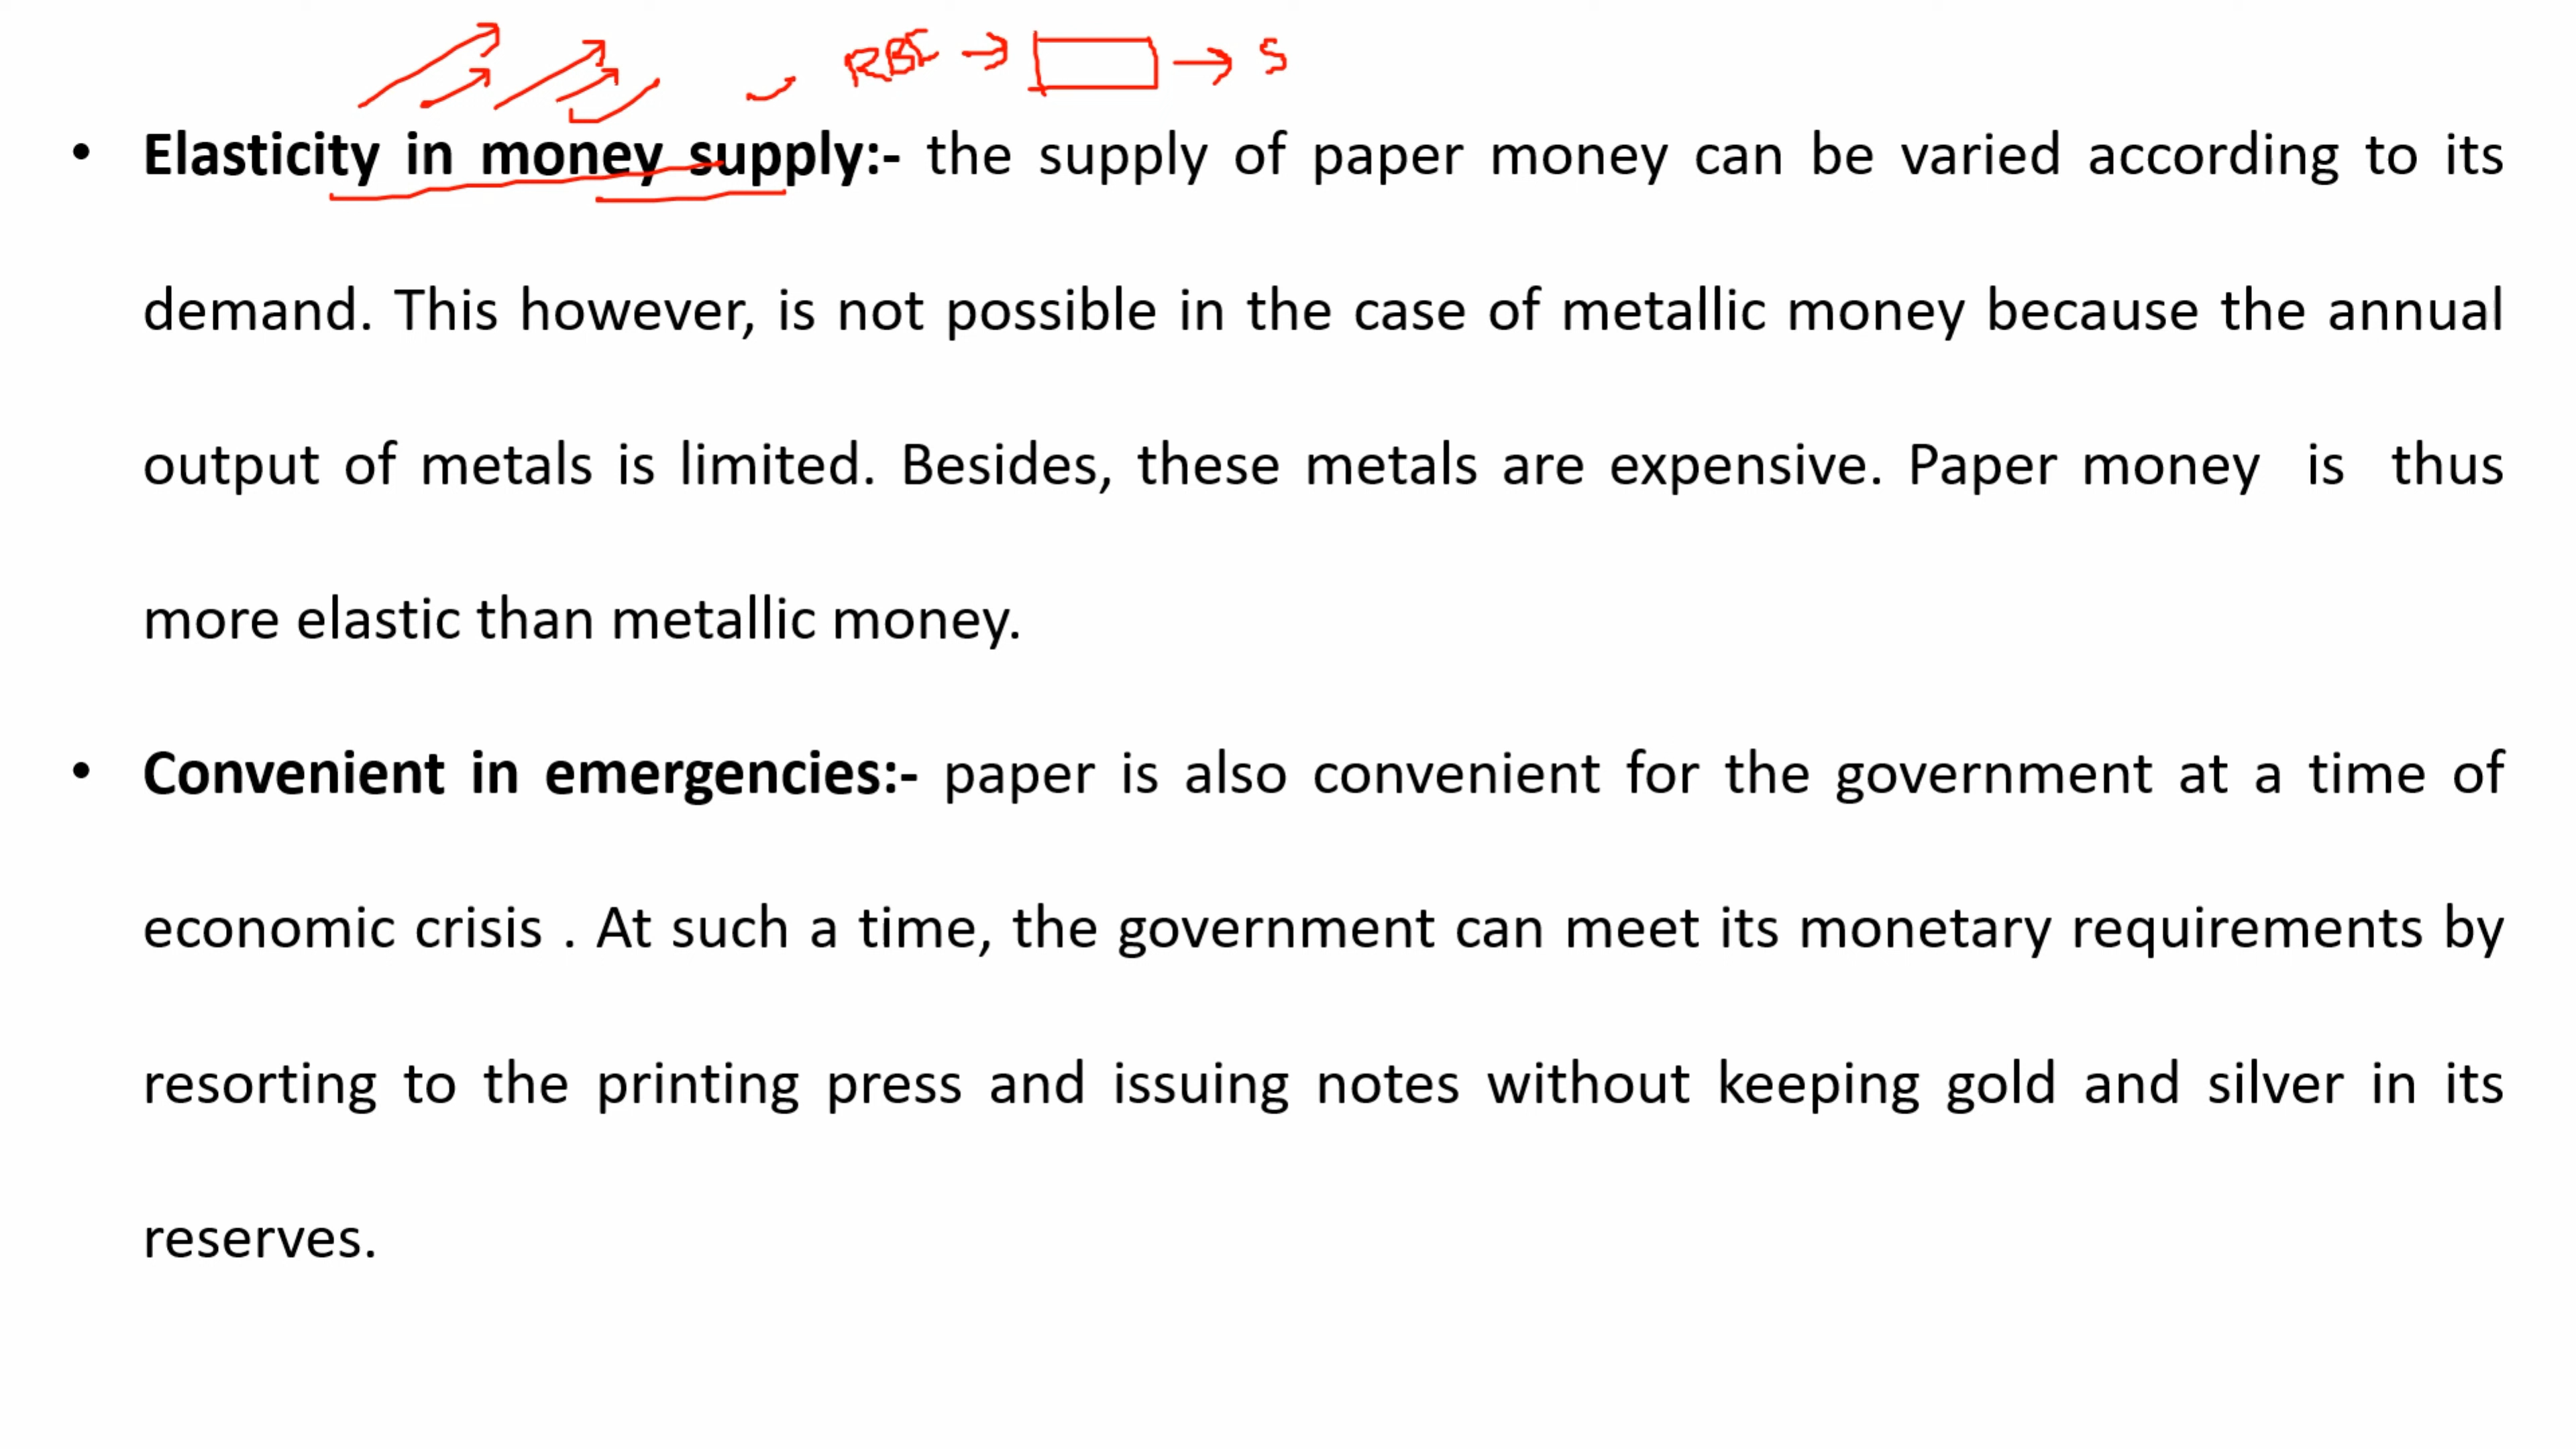 RBI → → S
• Elasticity in money supply:- the supply of paper money can be varied according to its
demand. This however, is not possible in the case of metallic money because the annual
output of metals is limited. Besides, these metals are expensive. Paper money is thus
more elastic than metallic money.
• Convenient in emergencies:- paper is also convenient for the government at a time of
economic crisis . At such a time, the government can meet its monetary requirements by
resorting to the printing press and issuing notes without keeping gold and silver in its
reserves.